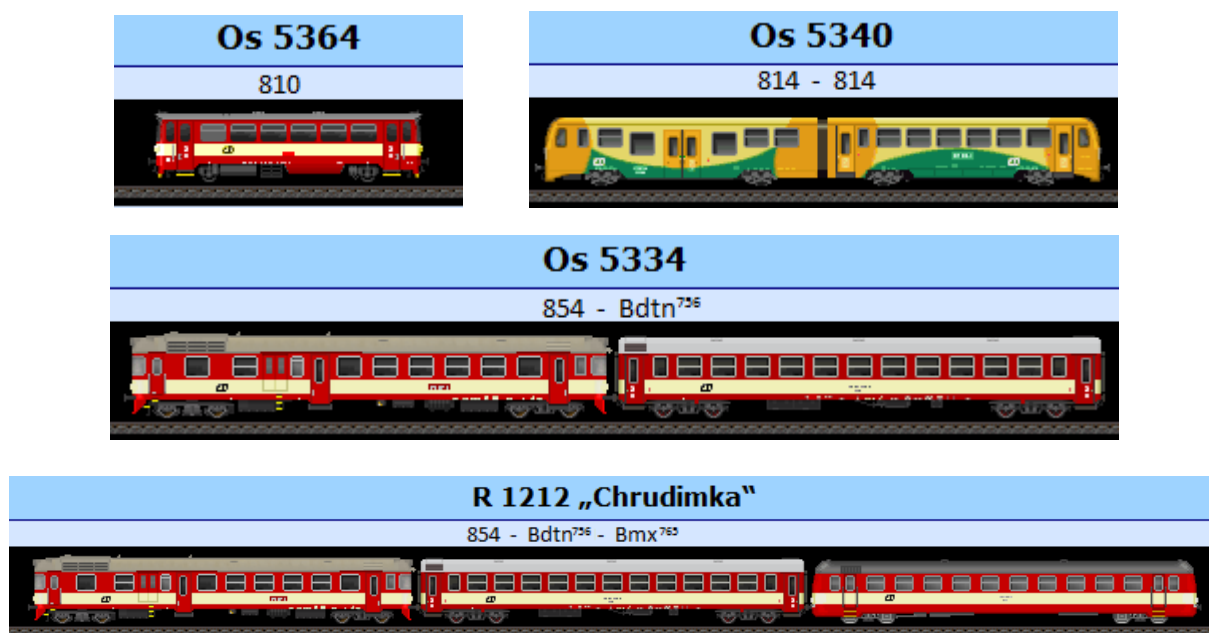 Os 5364
810
Os 5340
814 - 814
Os 5334
854 - Bdtn⁷⁵⁶
R 1212 „Chrudimka“
854 - Bdtn⁷⁵⁶ - Bmx⁷⁶⁵